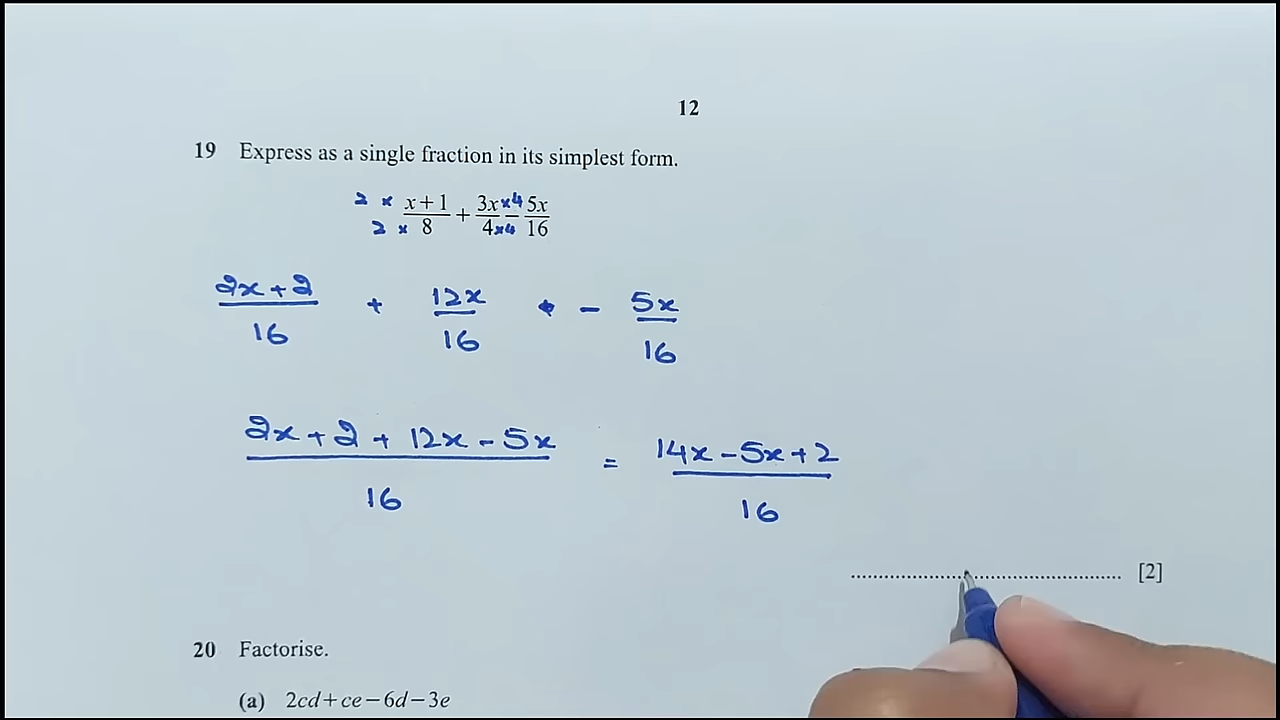 12
19 Express as a single fraction in its simplest form.
2 × x+1 + 3x×4 − 5x
2 × 8 4×4 16
2x+2 + 12x - 5x
16 16 16
2x+2+12x-5x = 14x-5x+2
16 16
[2]
20 Factorise.
(a) 2cd+ce−6d−3e